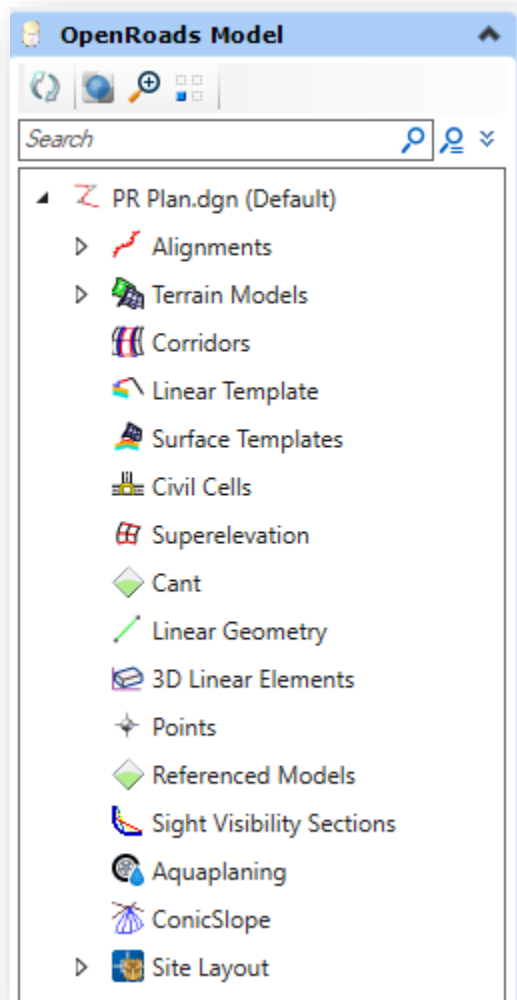 OpenRoads Model
Search
PR Plan.dgn (Default)
Alignments
Terrain Models
Corridors
Linear Template
Surface Templates
Civil Cells
Superelevation
Cant
Linear Geometry
3D Linear Elements
Points
Referenced Models
Sight Visibility Sections
Aquaplaning
ConicSlope
Site Layout